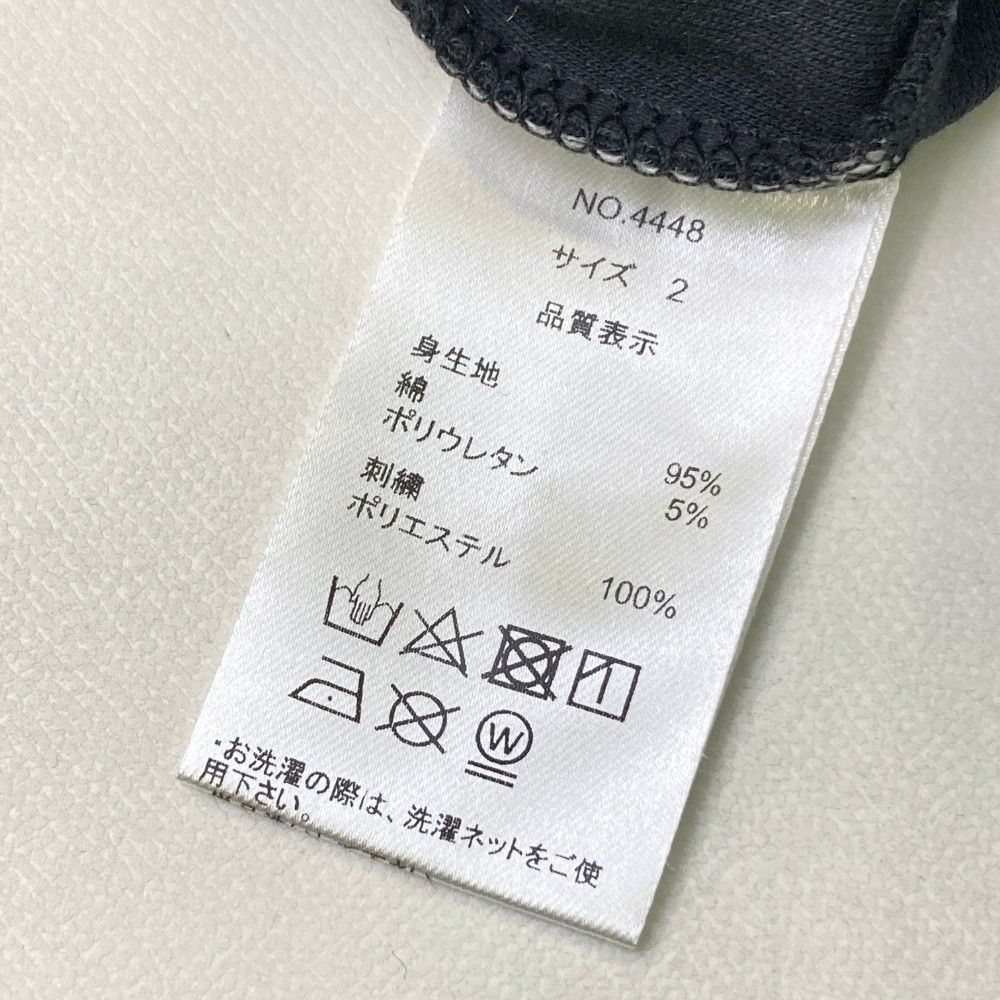 NO.4448
サイズ 2
品質表示
身生地
綿 95%
ポリウレタン 5%
刺繍
ポリエステル 100%
W
お洗濯の際は、洗濯ネットをご使
用下さい。